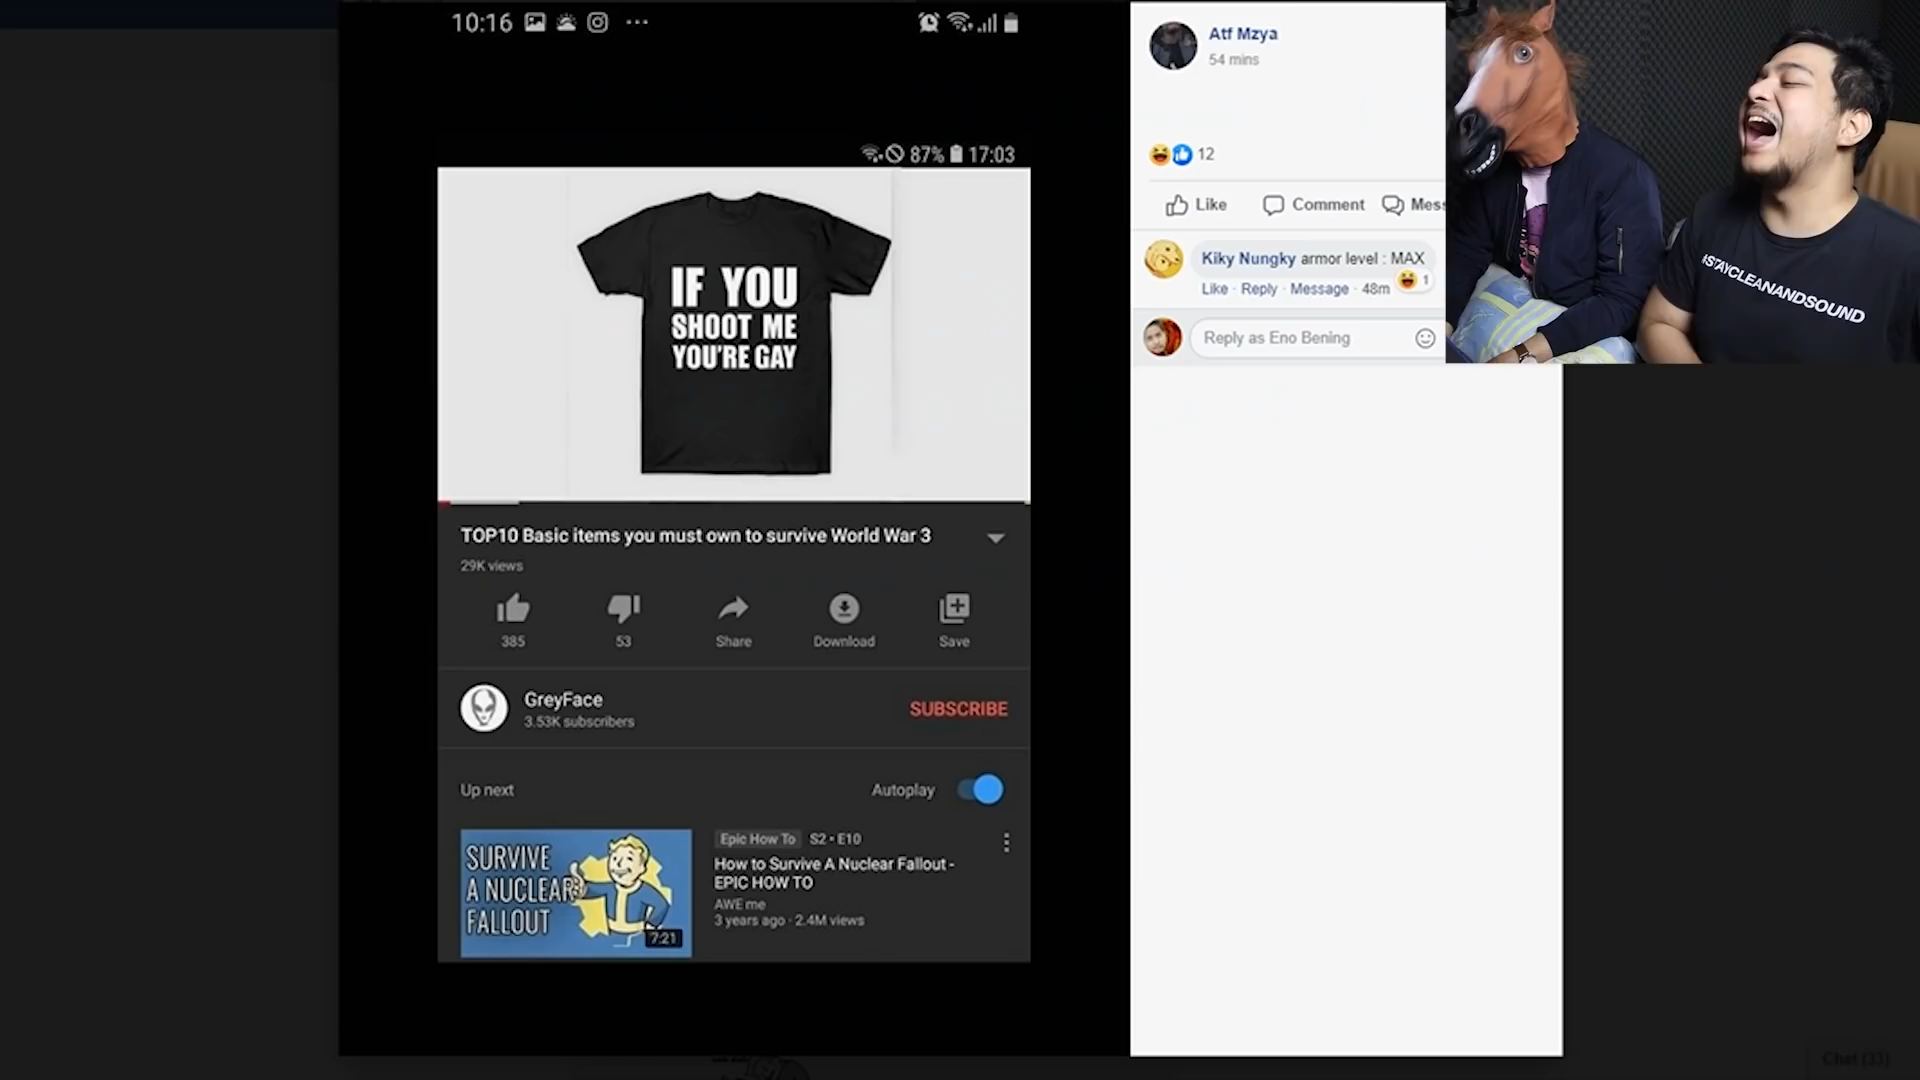 10:16
87% 17:03
IF YOU
SHOOT ME
YOU'RE GAY
TOP10 Basic items you must own to survive World War 3
29K views
385
53
Share
Download
Save
GreyFace
3.53K subscribers
SUBSCRIBE
Up next
Autoplay
SURVIVE
A NUCLEAR
FALLOUT
7:21
Epic How To S2 • E10
How to Survive A Nuclear Fallout -
EPIC HOW TO
AWE me
3 years ago · 2.4M views
Atf Mzya
54 mins
12
Like Comment Mess
Kiky Nungky armor level : MAX
Like · Reply · Message · 48m 1
Reply as Eno Bening
#STAYCLEANANDSOUND
Chat (33)